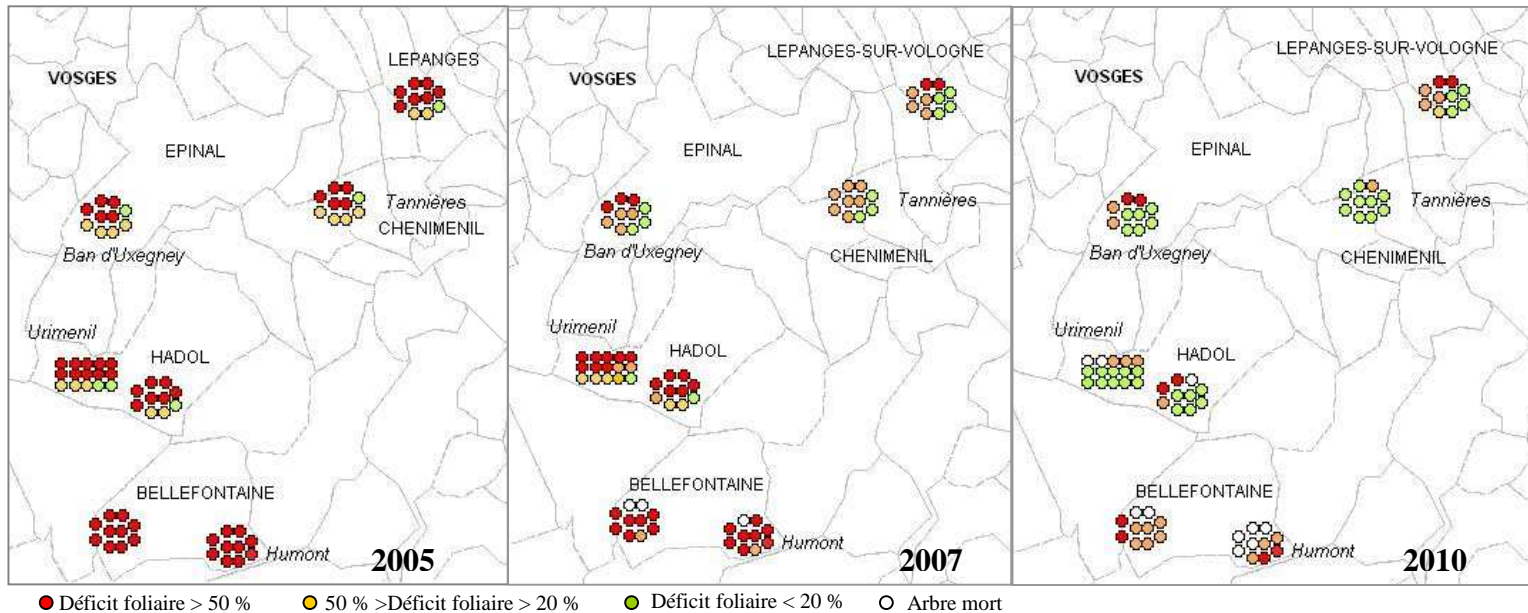 VOSGES
LEPANGES
EPINAL
Tannières
CHENIMENIL
Ban d'Uxegney
Urimenil
HADOL
BELLEFONTAINE
Humont
2005
LEPANGES-SUR-VOLOGNE
VOSGES
EPINAL
Tannières
Ban d'Uxegney
CHENIMENIL
Urimenil
HADOL
BELLEFONTAINE
Humont
2007
LEPANGES-SUR-VOLOGNE
VOSGES
EPINAL
Tannières
Ban d'Uxegney
CHENIMENIL
Urimenil
HADOL
BELLEFONTAINE
Humont
2010
Déficit foliaire > 50 % 50 % >Déficit foliaire > 20 % Déficit foliaire < 20 % Arbre mort